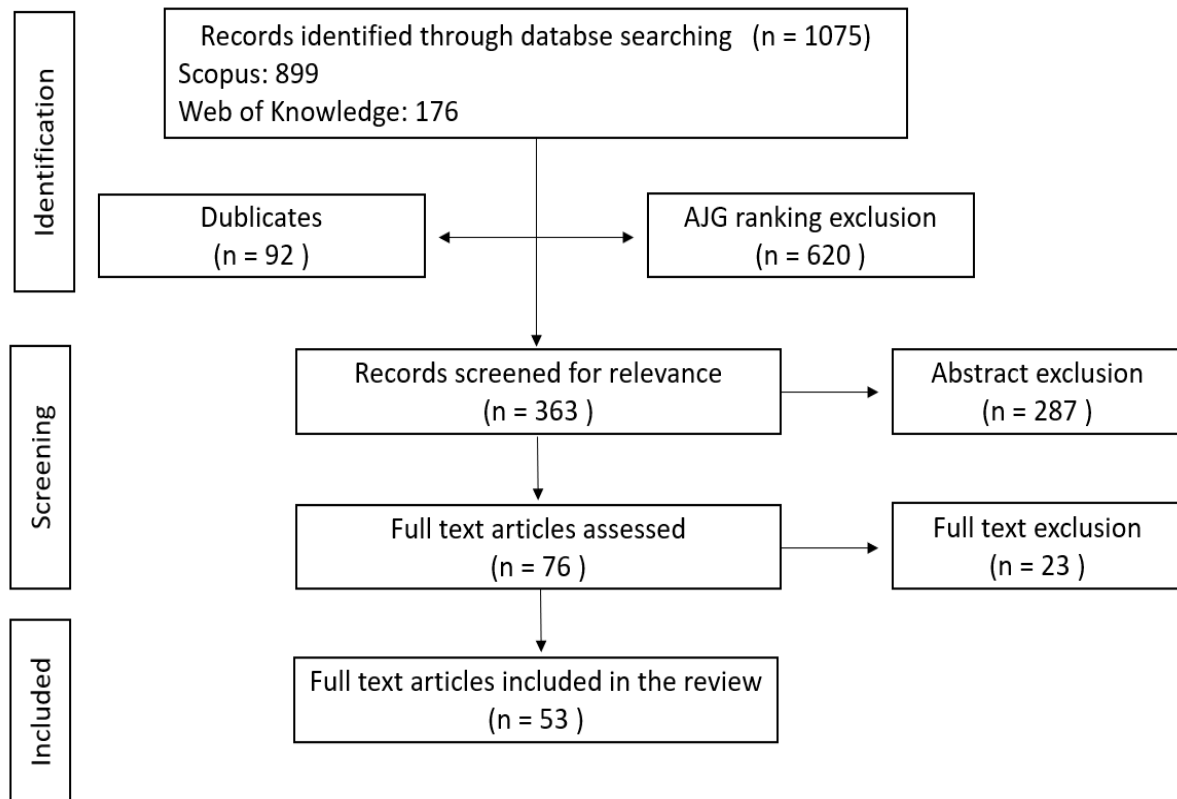 Identification
Records identified through databse searching (n = 1075)
Scopus: 899
Web of Knowledge: 176
Dublicates
(n = 92 )
AJG ranking exclusion
(n = 620 )
Screening
Records screened for relevance
(n = 363 )
Abstract exclusion
(n = 287 )
Full text articles assessed
(n = 76 )
Full text exclusion
(n = 23 )
Included
Full text articles included in the review
(n = 53 )